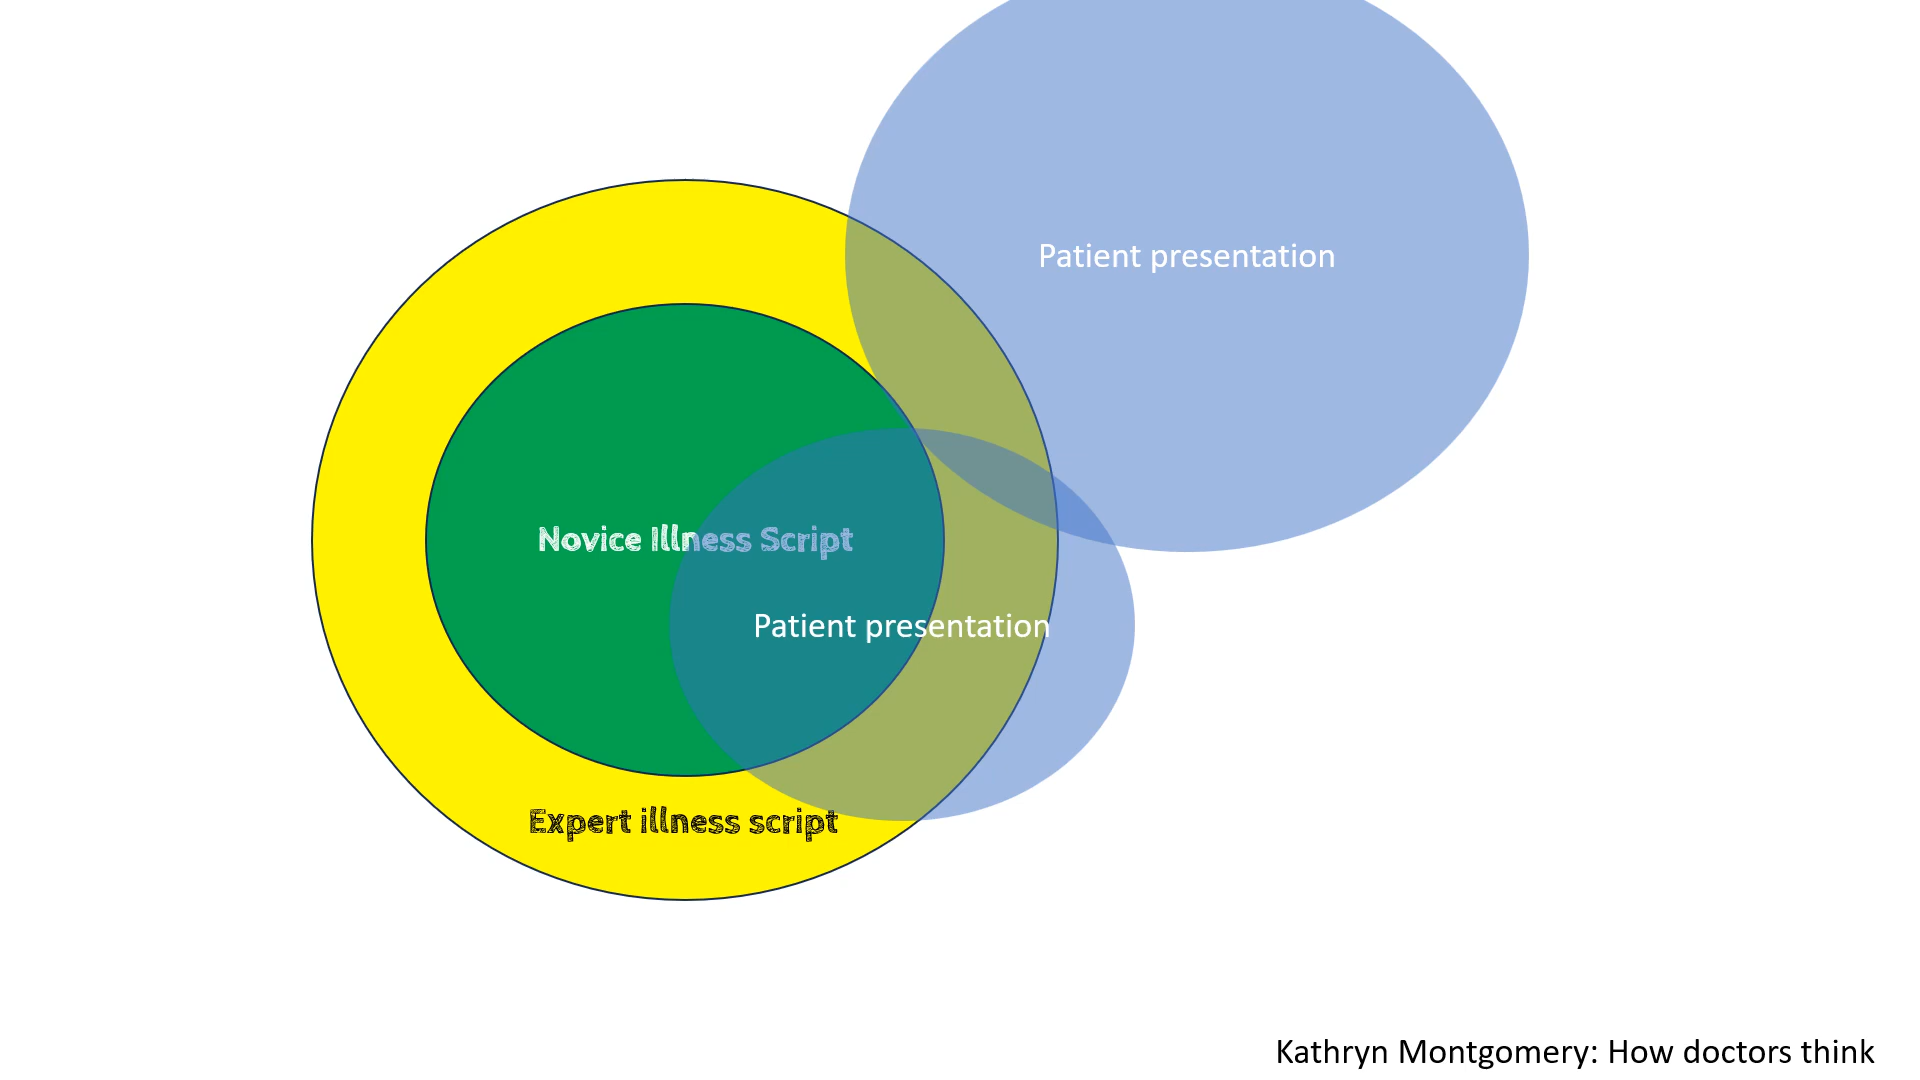 Patient presentation
Novice Illness Script
Patient presentation
Expert illness script
Kathryn Montgomery: How doctors think